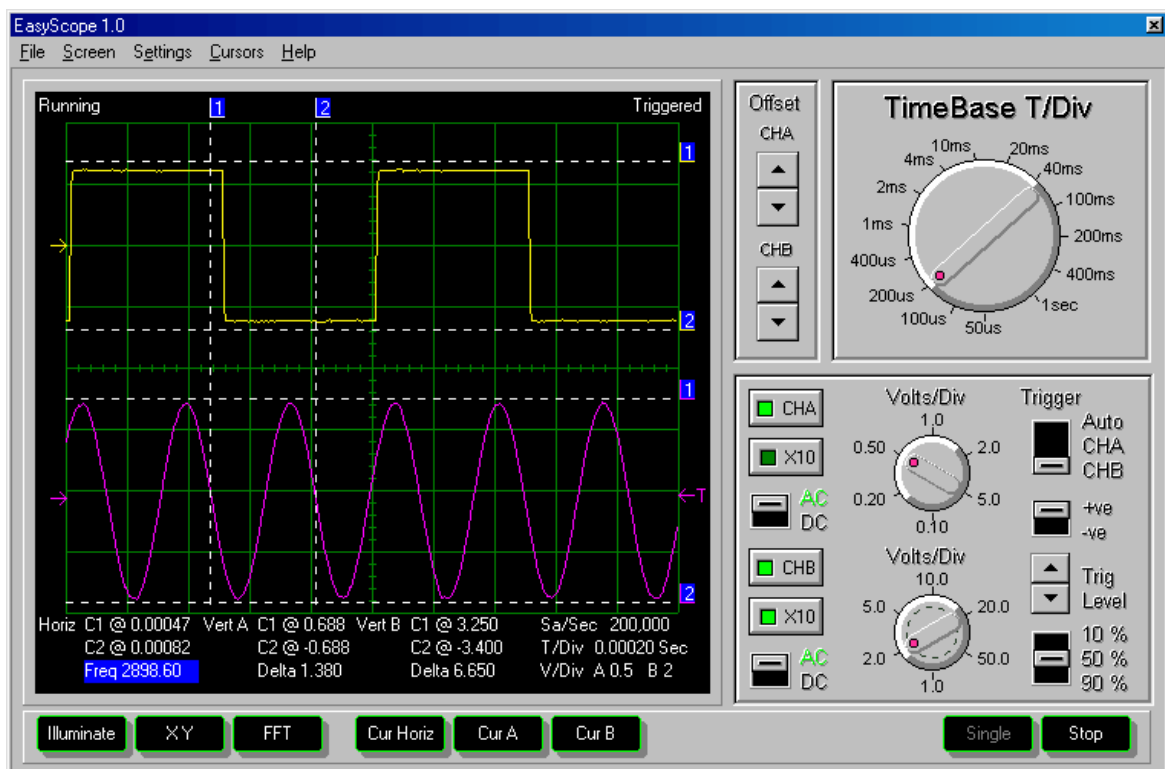 EasyScope 1.0
File Screen Settings Cursors Help
Running 1 2 Triggered
1
2
1
T
2
Horiz C1 @ 0.00047 Vert A C1 @ 0.688 Vert B C1 @ 3.250 Sa/Sec 200,000
C2 @ 0.00082 C2 @ -0.688 C2 @ -3.400 T/Div 0.00020 Sec
Freq 2898.60 Delta 1.380 Delta 6.650 V/Div A 0.5 B 2
Offset
CHA
CHB
TimeBase T/Div
10ms 20ms
4ms 40ms
2ms 100ms
1ms 200ms
400us 400ms
200us 1sec
100us 50us
CHA
X10
AC
DC
Volts/Div
1.0
0.50 2.0
0.20 5.0
0.10
Trigger
Auto
CHA
CHB
+ve
-ve
CHB
X10
AC
DC
Volts/Div
10.0
5.0 20.0
2.0 50.0
1.0
Trig
Level
10 %
50 %
90 %
Illuminate X Y FFT Cur Horiz Cur A Cur B Single Stop